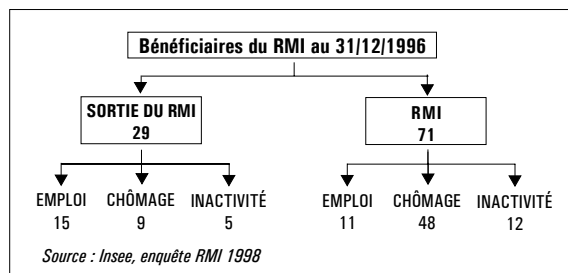 Bénéficiaires du RMI au 31/12/1996
SORTIE DU RMI
29
RMI
71
EMPLOI CHÔMAGE INACTIVITÉ
15 9 5
EMPLOI CHÔMAGE INACTIVITÉ
11 48 12
Source : Insee, enquête RMI 1998